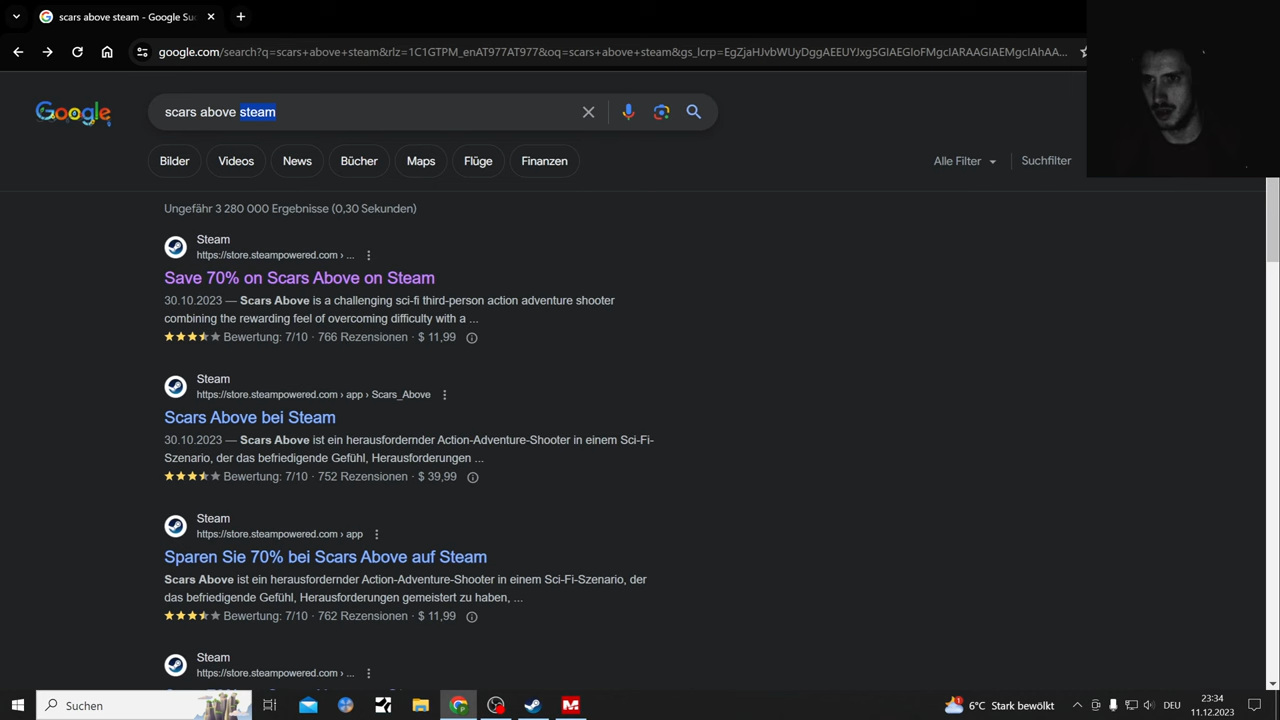 scars above steam - Google Suc
google.com/search?q=scars+above+steam&rlz=1C1GTPM_enAT977AT977&oq=scars+above+steam&gs_lcrp=EgZjaHJvbWUyDggAEEUYJxg5GIAEGIoFMgcIARAAGIAEMgcIAhAA...
Google
scars above steam
Bilder
Videos
News
Bücher
Maps
Flüge
Finanzen
Alle Filter
Suchfilter
Ungefähr 3 280 000 Ergebnisse (0,30 Sekunden)
Steam
https://store.steampowered.com › ...
Save 70% on Scars Above on Steam
30.10.2023 — Scars Above is a challenging sci-fi third-person action adventure shooter
combining the rewarding feel of overcoming difficulty with a ...
Bewertung: 7/10 · 766 Rezensionen · $ 11,99
Steam
https://store.steampowered.com › app › Scars_Above
Scars Above bei Steam
30.10.2023 — Scars Above ist ein herausfordernder Action-Adventure-Shooter in einem Sci-Fi-
Szenario, der das befriedigende Gefühl, Herausforderungen ...
Bewertung: 7/10 · 752 Rezensionen · $ 39,99
Steam
https://store.steampowered.com › app
Sparen Sie 70% bei Scars Above auf Steam
Scars Above ist ein herausfordernder Action-Adventure-Shooter in einem Sci-Fi-Szenario, der
das befriedigende Gefühl, Herausforderungen gemeistert zu haben, ...
Bewertung: 7/10 · 762 Rezensionen · $ 11,99
Steam
https://store.steampowered.com › ...
Suchen
6°C Stark bewölkt
DEU
23:34
11.12.2023